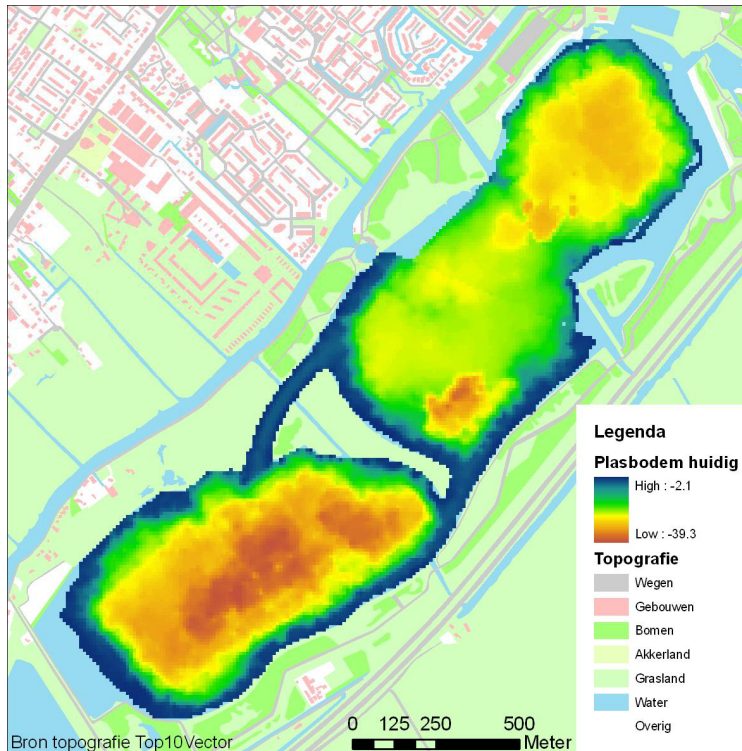 Legenda
Plasbodem huidig
High : -2.1
Low : -39.3
Topografie
Wegen
Gebouwen
Bomen
Akkerland
Grasland
Water
Overig
Bron topografie Top10Vector
0 125 250 500
Meter